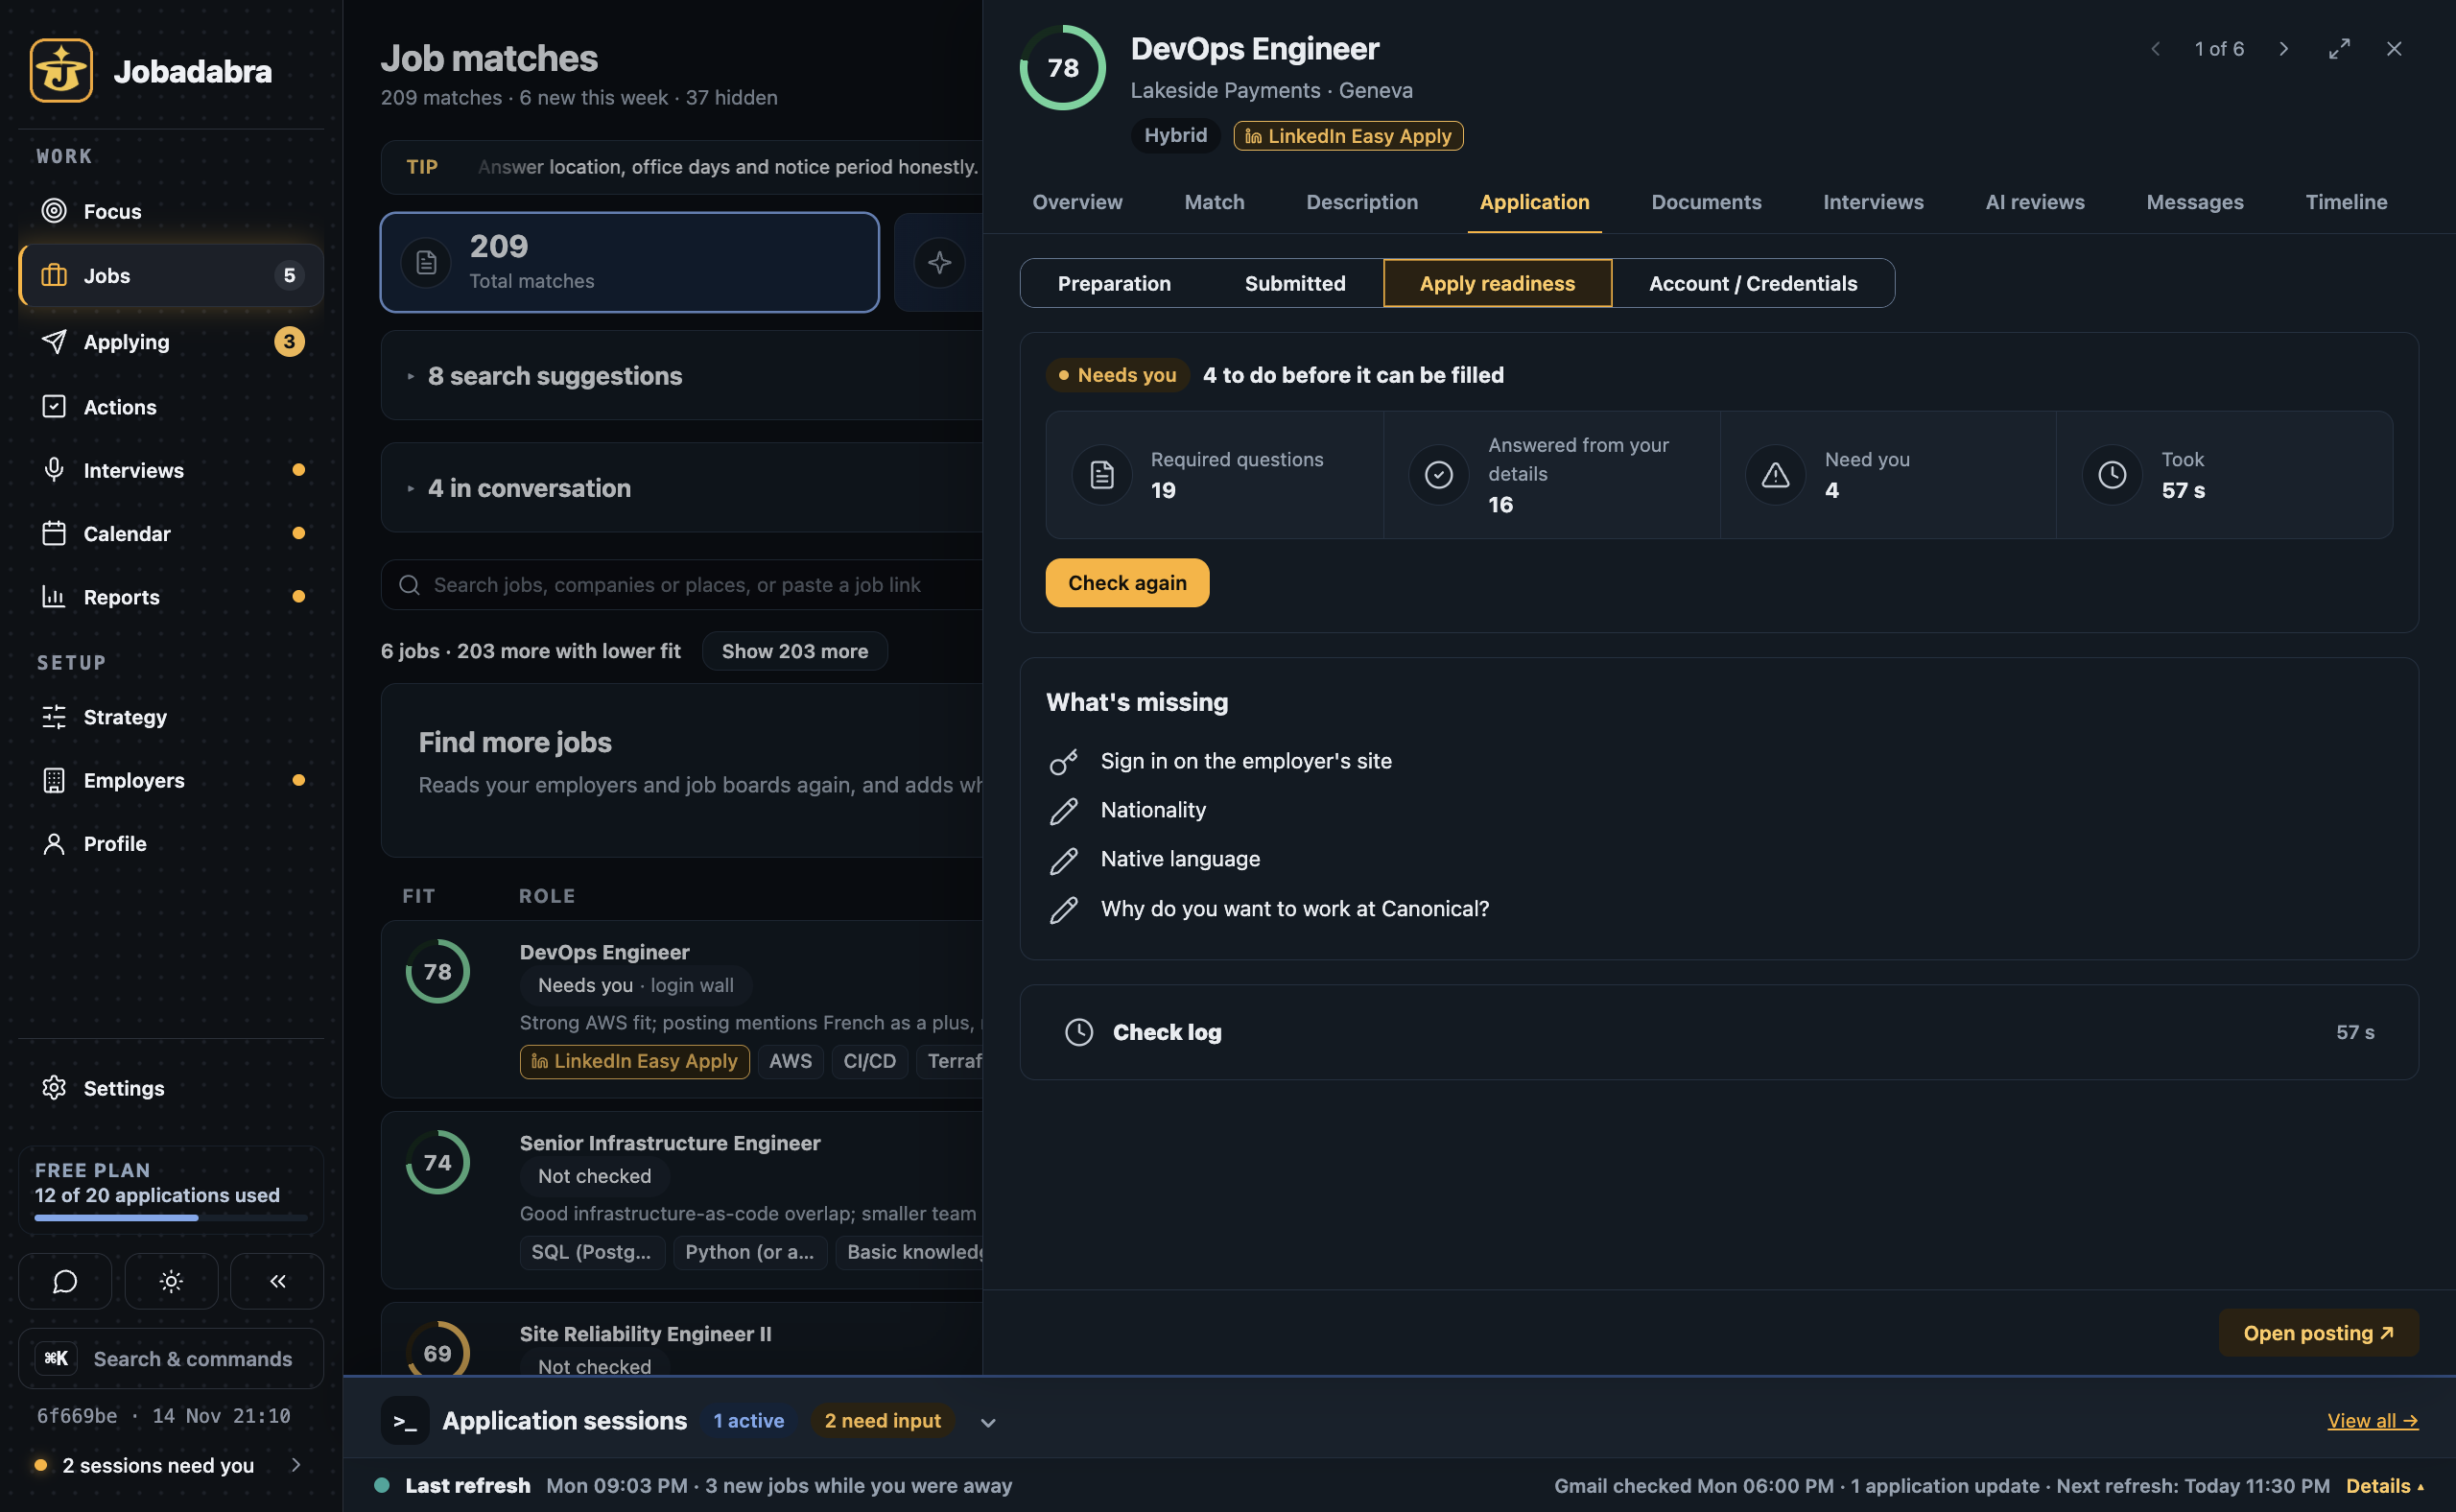 Jobadabra
WORK
Focus
Jobs 5
Applying 3
Actions
Interviews
Calendar
Reports
SETUP
Strategy
Employers
Profile
Settings
FREE PLAN
12 of 20 applications used
⌘K Search & commands
6f669be · 14 Nov 21:10
2 sessions need you
Job matches
209 matches · 6 new this week · 37 hidden
TIP Answer location, office days and notice period honestly.
209
Total matches
8 search suggestions
4 in conversation
Search jobs, companies or places, or paste a job link
6 jobs · 203 more with lower fit Show 203 more
Find more jobs
Reads your employers and job boards again, and adds
FIT ROLE
78 DevOps Engineer
Needs you · login wall
Strong AWS fit; posting mentions French as a plus,
in LinkedIn Easy Apply AWS CI/CD Terraf
74 Senior Infrastructure Engineer
Not checked
Good infrastructure-as-code overlap; smaller team
SQL (Postg... Python (or a... Basic knowled
69 Site Reliability Engineer II
Not checked
78 DevOps Engineer
Lakeside Payments · Geneva
Hybrid in LinkedIn Easy Apply
1 of 6
Overview Match Description Application Documents Interviews AI reviews Messages Timeline
Preparation Submitted Apply readiness Account / Credentials
Needs you 4 to do before it can be filled
Required questions
19
Answered from your
details
16
Need you
4
Took
57 s
Check again
What's missing
Sign in on the employer's site
Nationality
Native language
Why do you want to work at Canonical?
Check log 57 s
Open posting ↗
>_ Application sessions 1 active 2 need input View all →
Last refresh Mon 09:03 PM · 3 new jobs while you were away Gmail checked Mon 06:00 PM · 1 application update · Next refresh: Today 11:30 PM Details